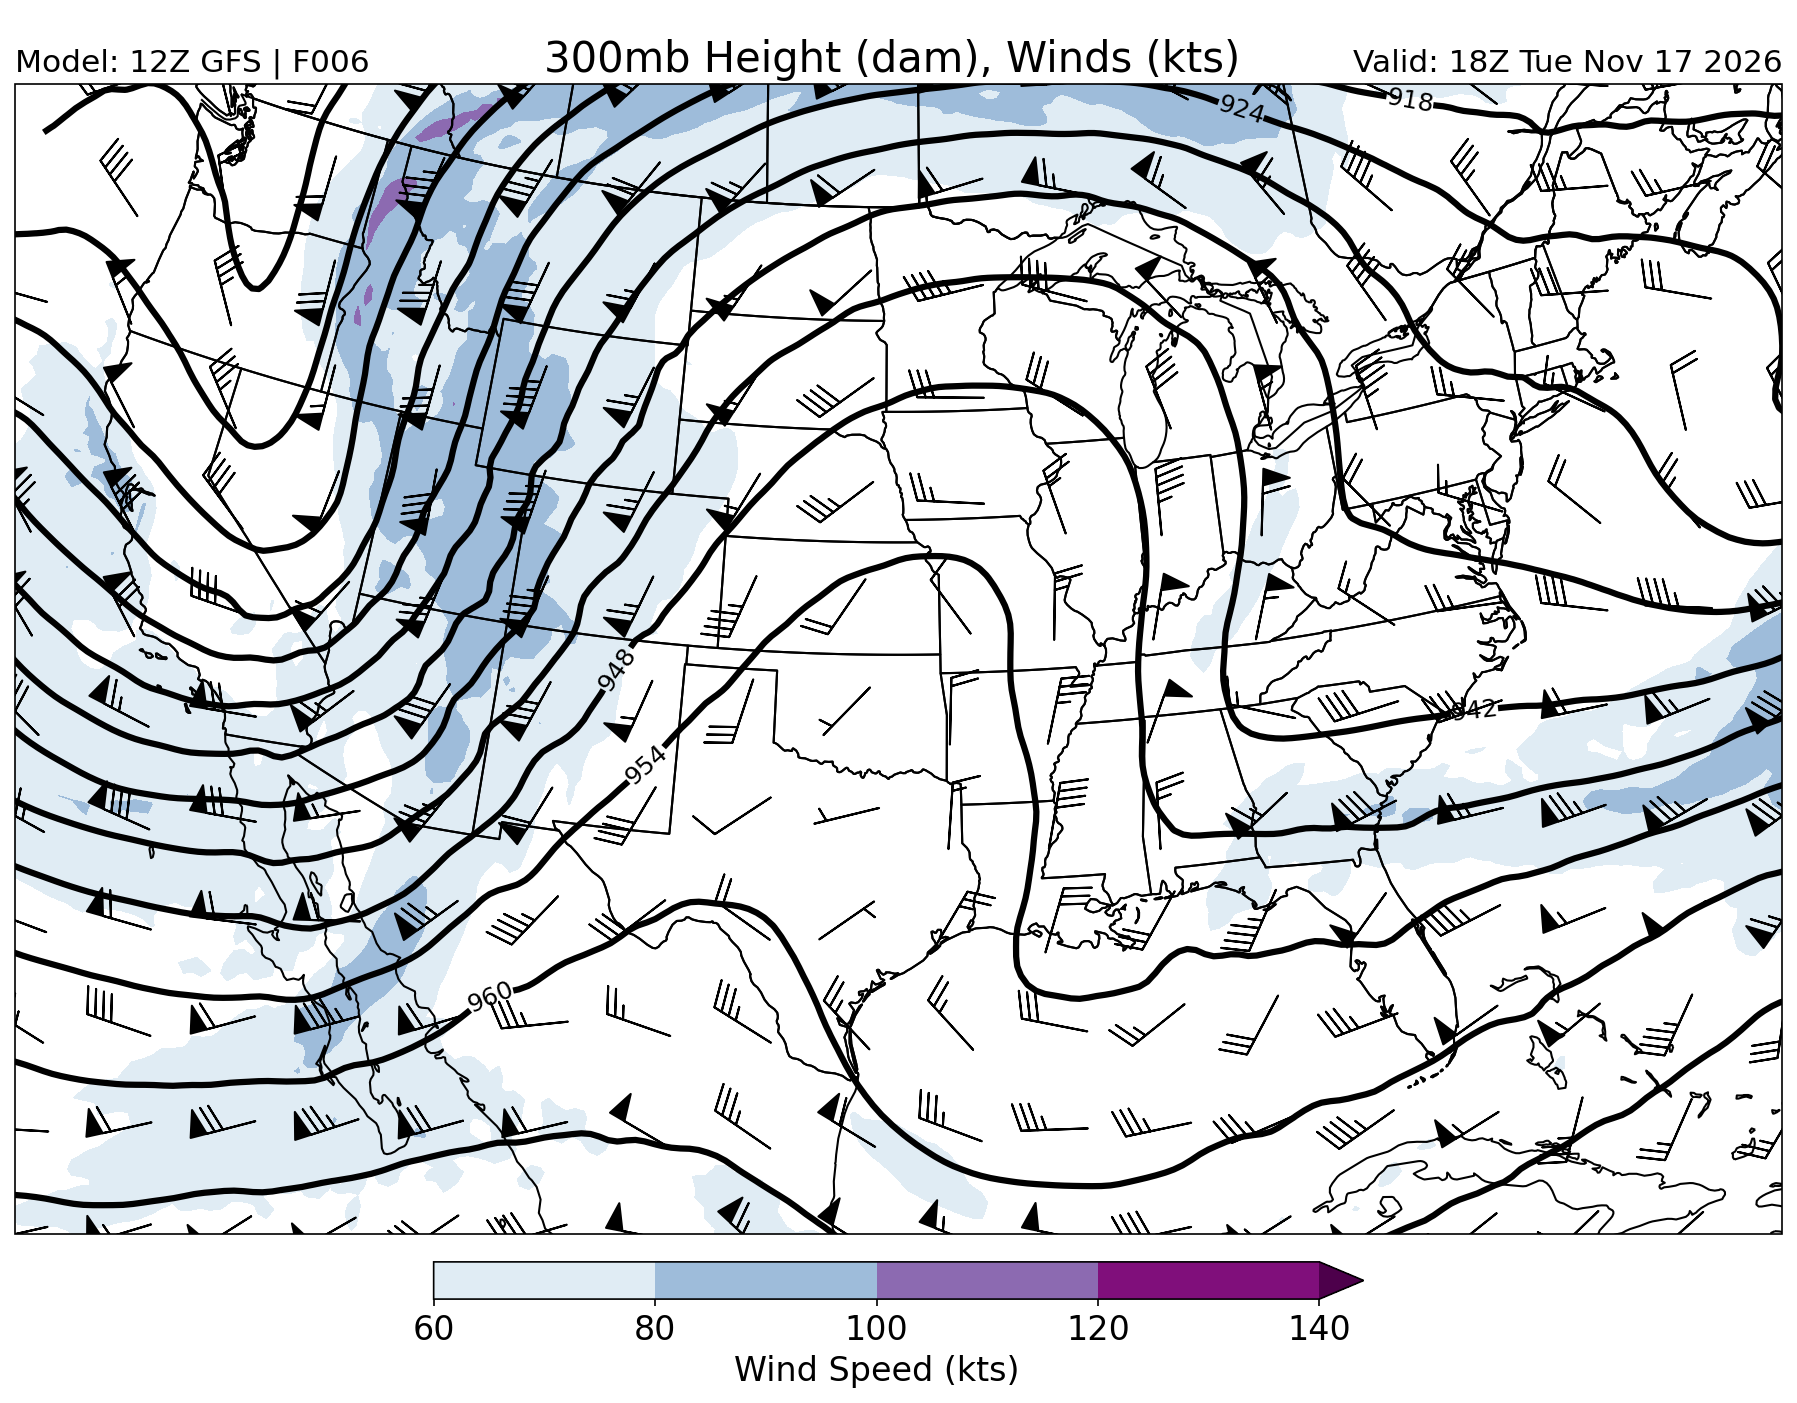 Model: 12Z GFS | F006
300mb Height (dam), Winds (kts)
Valid: 18Z Tue Nov 17 2026
918
924
948
942
954
960
60 80 100 120 140
Wind Speed (kts)